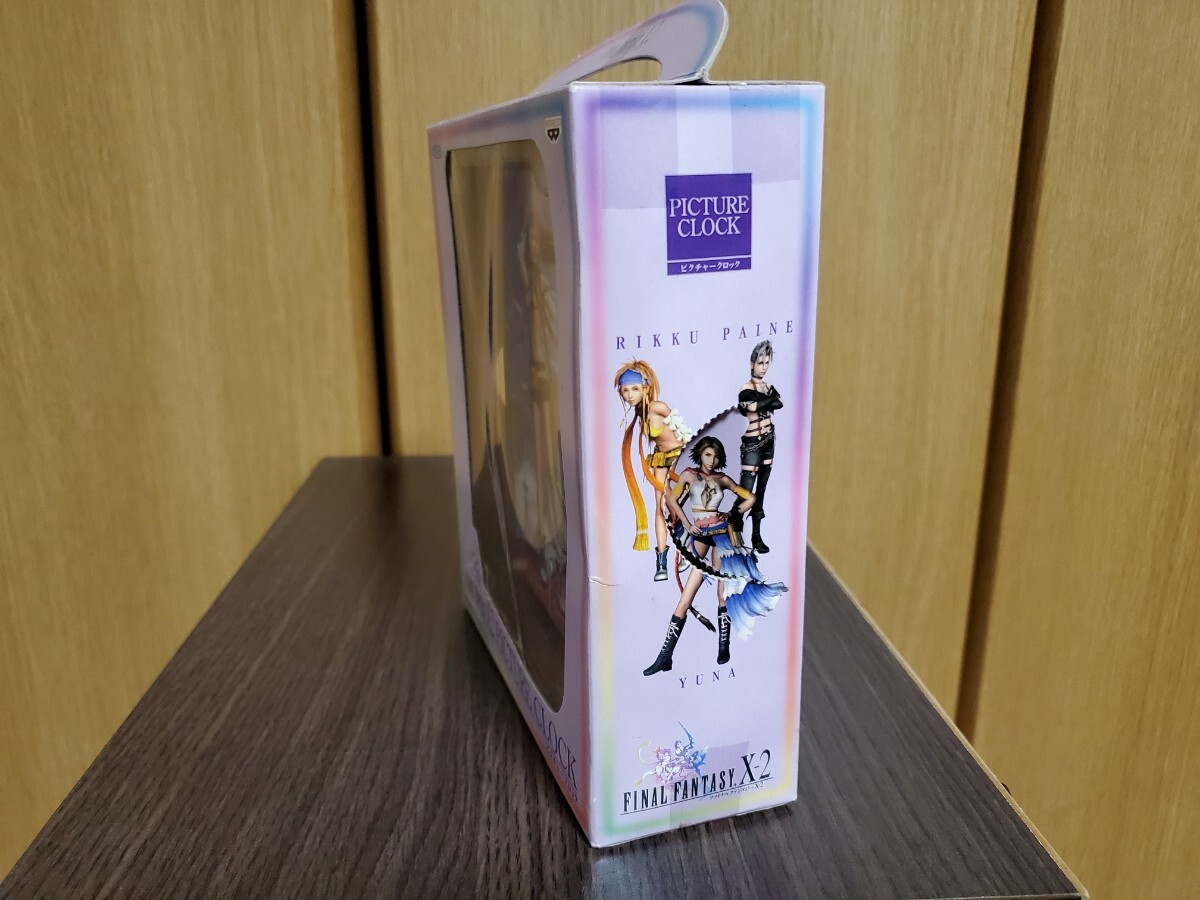 PICTURE
CLOCK
ピクチャークロック
RIKKU PAINE
YUNA
FINAL FANTASY X-2
ファイナルファンタジーX-2
PICTURE CLOCK